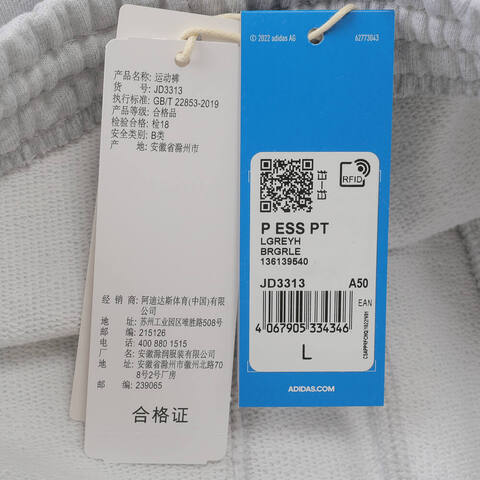 产品名称: 运动裤
货 号: JD3313
执行标准: GB/T 22853-2019
产品等级: 合格品
检验合格: 检18
安全类别: B类
产 地: 安徽省滁州市
经 销 商: 阿迪达斯体育(中国)有限
公司
地 址: 苏州工业园区唯胜路508号
邮 编: 215126
电 话: 400 880 1515
厂 名: 安徽滁润服装有限公司
地 址: 安徽省滁州市徽州北路70
8号2号厂房
邮 编: 239065
合格证
© 2022 adidas AG
62773043
RFID
P ESS PT
LGREYH
BRGRLE
136139540
JD3313 A50
EAN
4 067905 334346
L
ADIDAS.COM